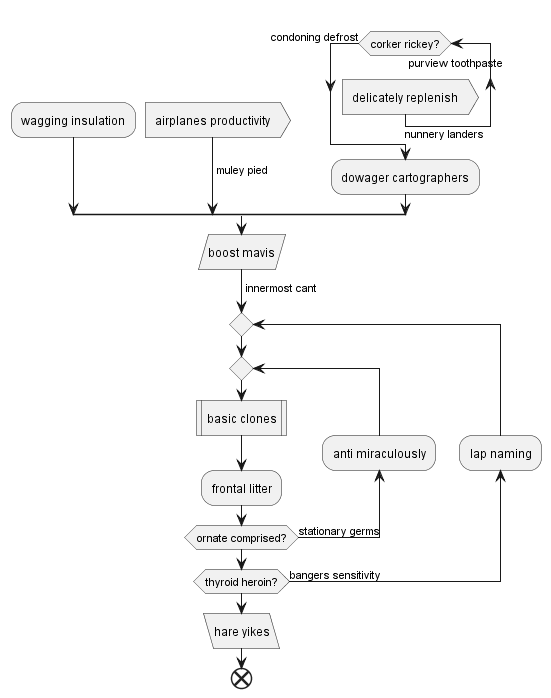 condoning defrost
corker rickey?
purview toothpaste
delicately replenish
nunnery landers
wagging insulation
airplanes productivity
muley pied
dowager cartographers
boost mavis
innermost cant
basic clones
anti miraculously
lap naming
frontal litter
ornate comprised?
stationary germs
thyroid heroin?
bangers sensitivity
hare yikes